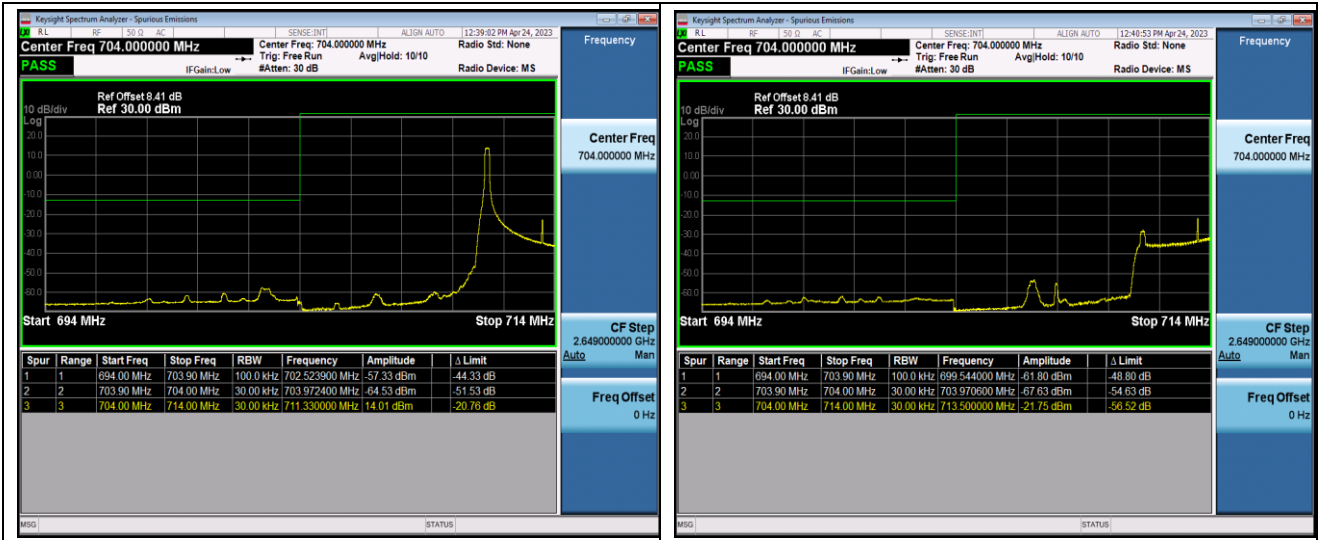 Keysight Spectrum Analyzer - Spurious Emissions
RL RF 50 Ω AC SENSE:INT ALIGN AUTO 12:39:02 PM Apr 24, 2023
Center Freq 704.000000 MHz Center Freq: 704.000000 MHz Radio Std: None Frequency
PASS Trig: Free Run Avg|Hold: 10/10
IFGain:Low #Atten: 30 dB Radio Device: MS
Ref Offset 8.41 dB
10 dB/div Ref 30.00 dBm
Log
20.0
10.0
0.00
-10.0
-20.0
-30.0
-40.0
-50.0
-60.0
Start 694 MHz Stop 714 MHz
Center Freq
704.000000 MHz
CF Step
2.649000000 GHz
Auto Man
Freq Offset
0 Hz
Spur Range Start Freq Stop Freq RBW Frequency Amplitude Δ Limit
1 1 694.00 MHz 703.90 MHz 100.0 kHz 702.523900 MHz -57.33 dBm -44.33 dB
2 2 703.90 MHz 704.00 MHz 30.00 kHz 703.972400 MHz -64.53 dBm -51.53 dB
3 3 704.00 MHz 714.00 MHz 30.00 kHz 711.330000 MHz 14.01 dBm -20.76 dB
MSG STATUS
Keysight Spectrum Analyzer - Spurious Emissions
RL RF 50 Ω AC SENSE:INT ALIGN AUTO 12:40:53 PM Apr 24, 2023
Center Freq 704.000000 MHz Center Freq: 704.000000 MHz Radio Std: None Frequency
PASS Trig: Free Run Avg|Hold: 10/10
IFGain:Low #Atten: 30 dB Radio Device: MS
Ref Offset 8.41 dB
10 dB/div Ref 30.00 dBm
Log
20.0
10.0
0.00
-10.0
-20.0
-30.0
-40.0
-50.0
-60.0
Start 694 MHz Stop 714 MHz
Center Freq
704.000000 MHz
CF Step
2.649000000 GHz
Auto Man
Freq Offset
0 Hz
Spur Range Start Freq Stop Freq RBW Frequency Amplitude Δ Limit
1 1 694.00 MHz 703.90 MHz 100.0 kHz 699.544000 MHz -61.80 dBm -48.80 dB
2 2 703.90 MHz 704.00 MHz 30.00 kHz 703.970600 MHz -67.63 dBm -54.63 dB
3 3 704.00 MHz 714.00 MHz 30.00 kHz 713.500000 MHz -21.75 dBm -56.52 dB
MSG STATUS